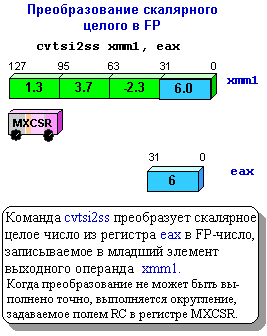 Преобразование скалярного
целого в FP
cvtsi2ss xmm1, eax
127 95 63 31 0
1.3 3.7 -2.3 6.0 xmm1
MXCSR
31 0
6 eax
Команда cvtsi2ss преобразует скалярное
целое число из регистра eax в FP-число,
записываемое в младший элемент
выходного операнда xmm1.
Когда преобразование не может быть вы-
полнено точно, выполняется округление,
задаваемое полем RC в регистре MXCSR.